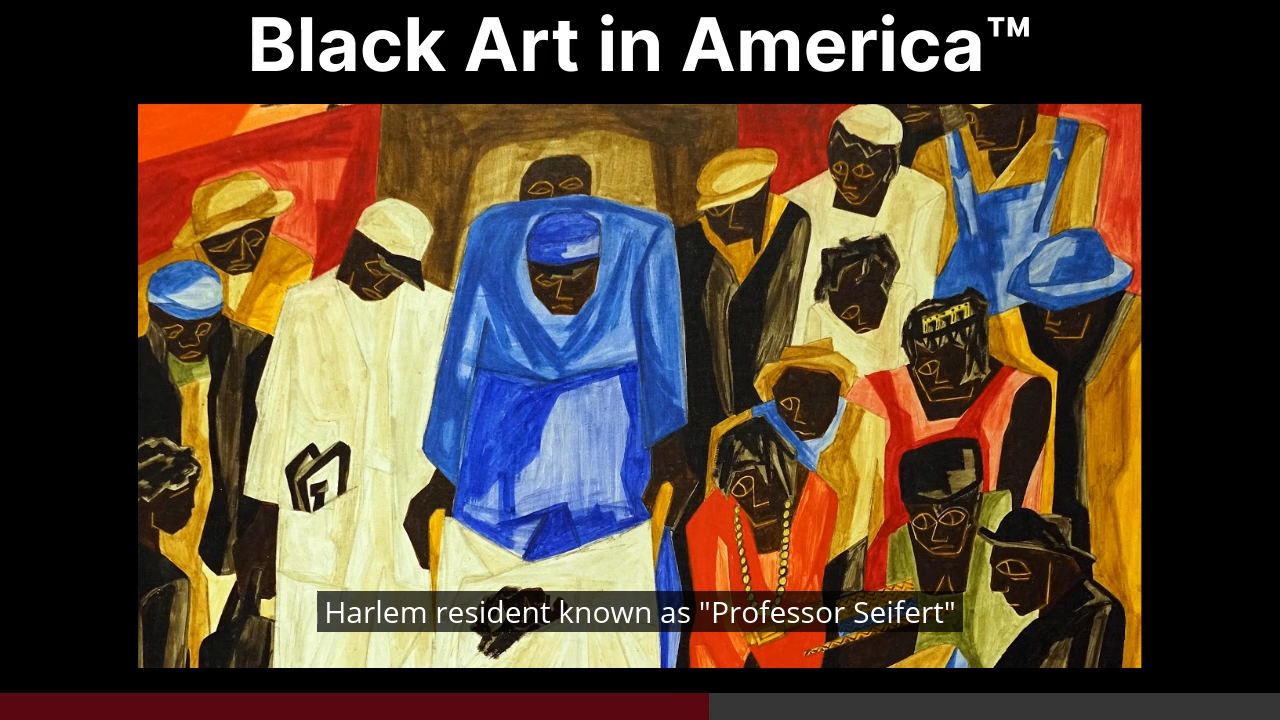 Black Art in America™
Harlem resident known as "Professor Seifert"